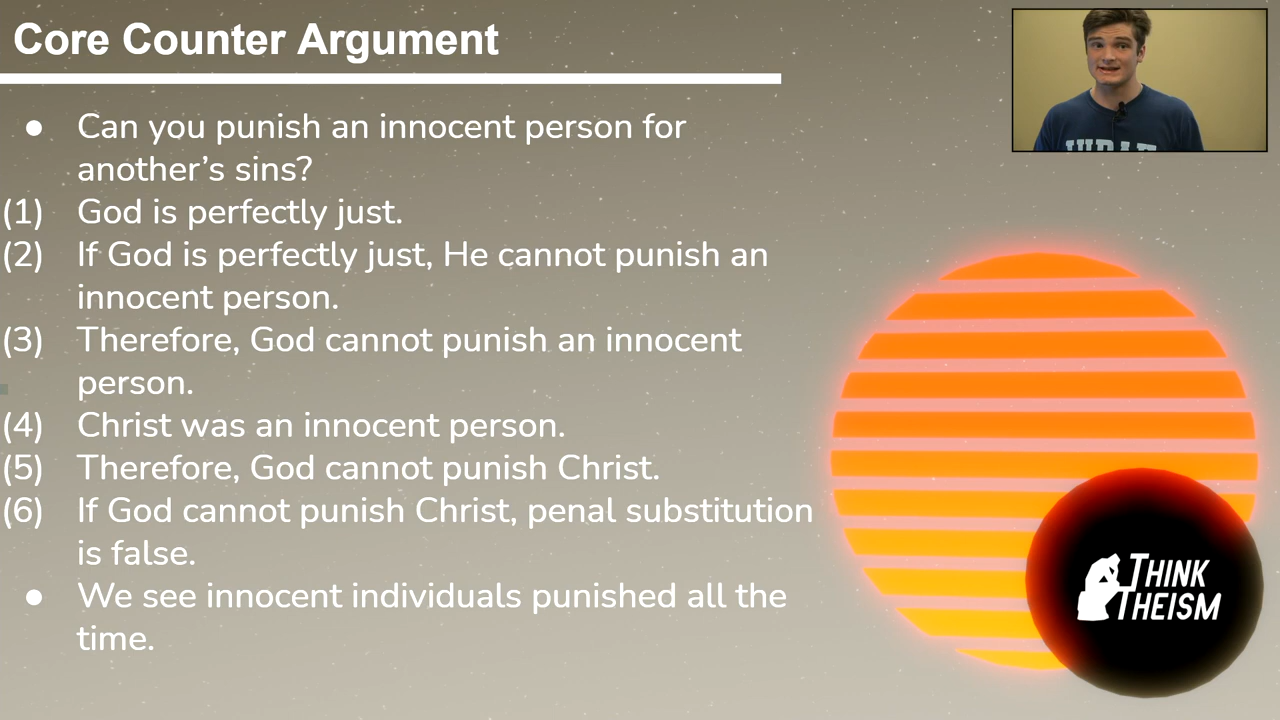 Core Counter Argument
● Can you punish an innocent person for
another’s sins?
(1) God is perfectly just.
(2) If God is perfectly just, He cannot punish an
innocent person.
(3) Therefore, God cannot punish an innocent
person.
(4) Christ was an innocent person.
(5) Therefore, God cannot punish Christ.
(6) If God cannot punish Christ, penal substitution
is false.
● We see innocent individuals punished all the
time.
THINK
THEISM